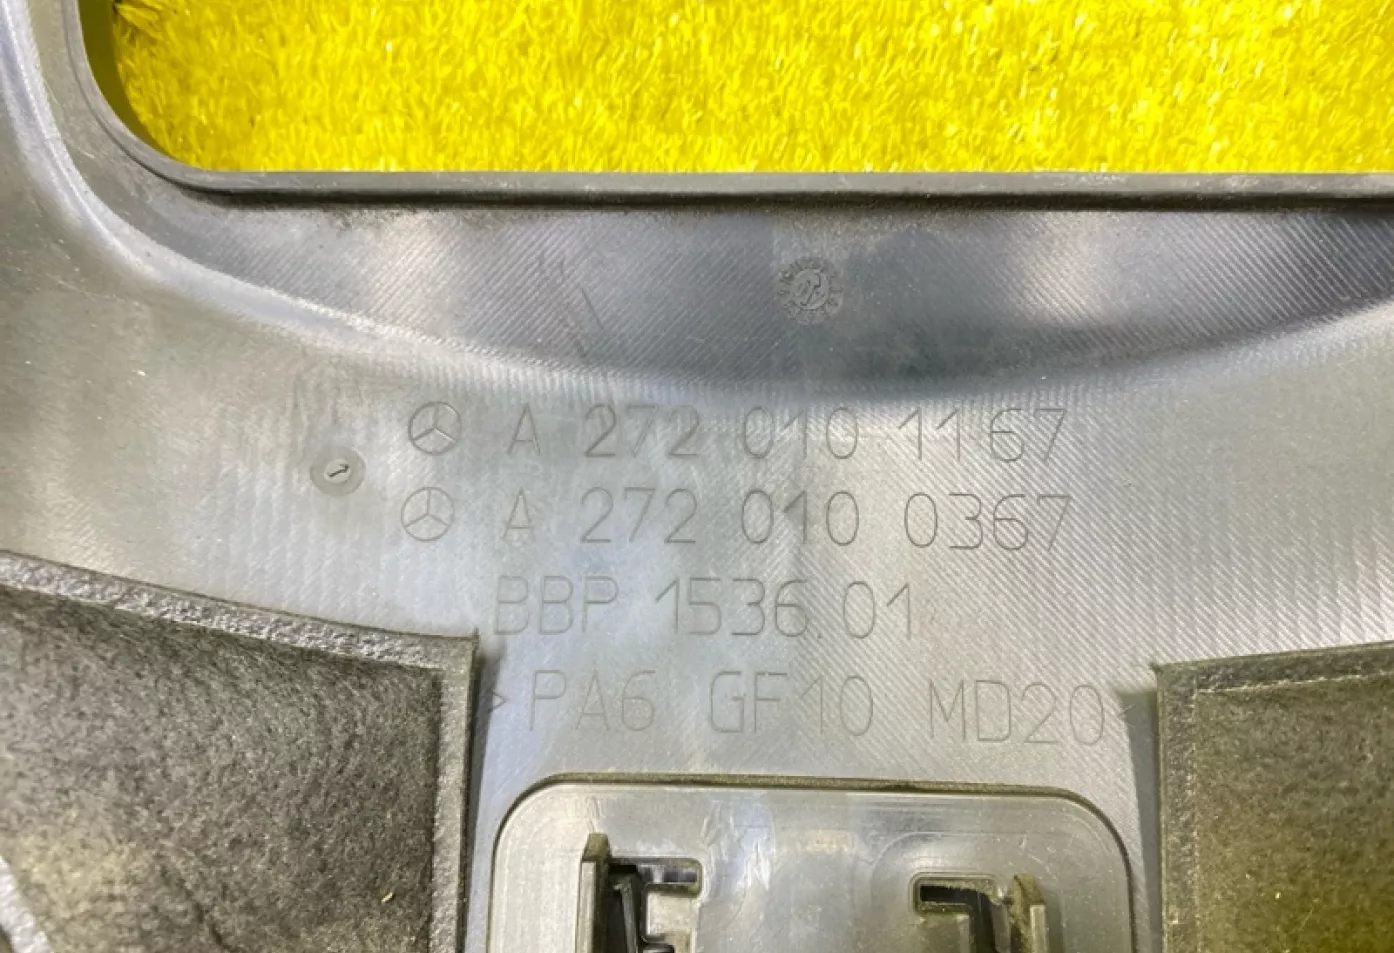 A 272 010 1167
A 272 010 0367
BBP 1536 01
>PA6 GF10 MD20<